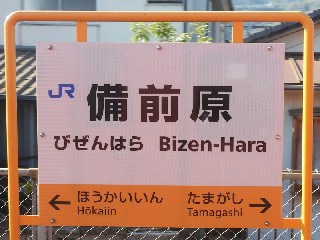 JR 備前原
びぜんはら Bizen-Hara
← ほうかいいん たまがし →
Hōkaiin Tamagashi